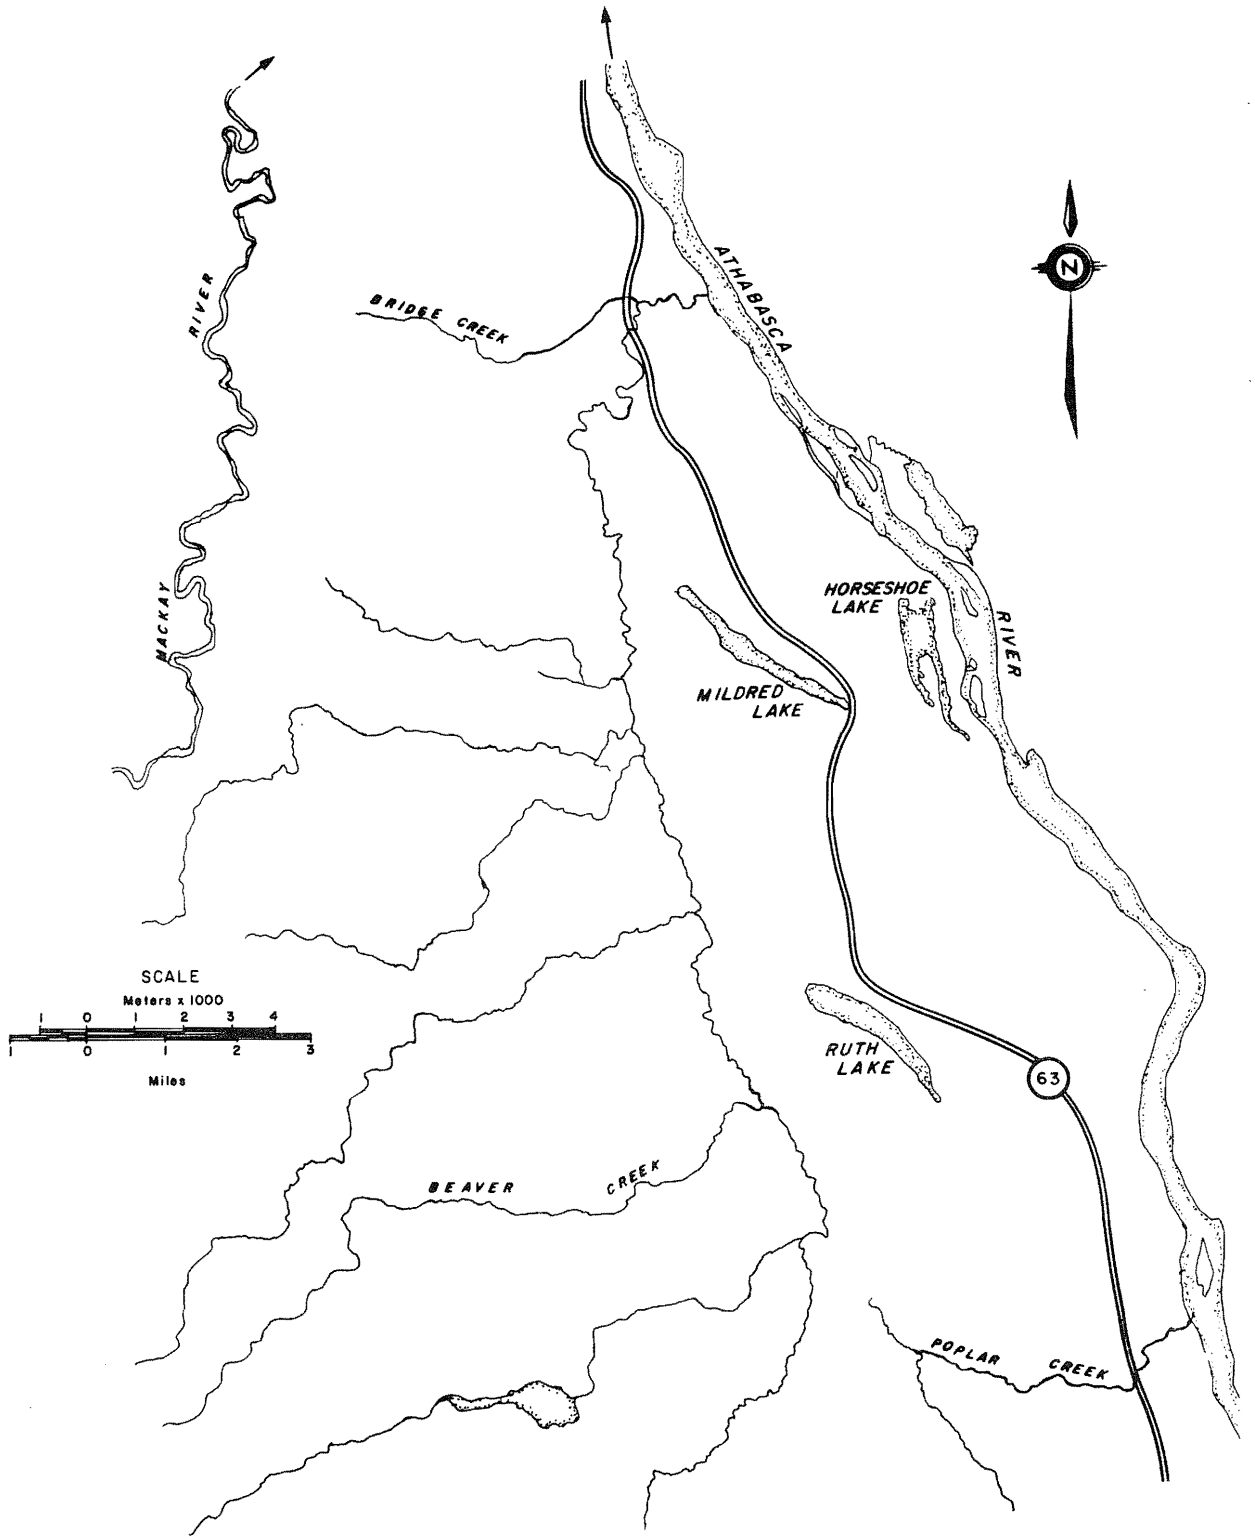 N
ATHABASCA
RIVER
BRIDGE CREEK
MACKAY
RIVER
HORSESHOE
LAKE
MILDRED
LAKE
SCALE
Meters x 1000
1 0 1 2 3 4
1 0 1 2 3
Miles
RUTH
LAKE
63
BEAVER CREEK
POPLAR CREEK